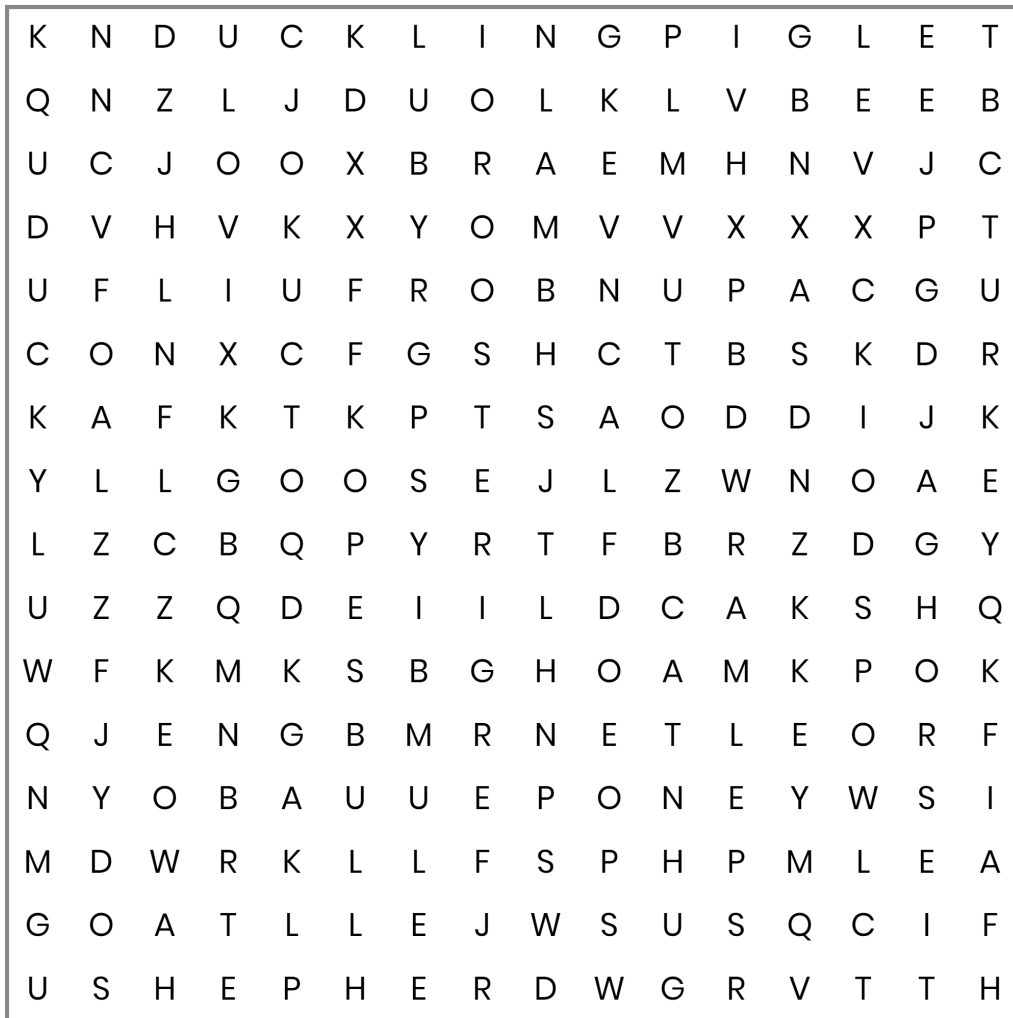 K N D U C K L I N G P I G L E T
Q N Z L J D U O L K L V B E E B
U C J O O X B R A E M H N V J C
D V H V K X Y O M V V X X X P T
U F L I U F R O B N U P A C G U
C O N X C F G S H C T B S K D R
K A F K T K P T S A O D D I J K
Y L L G O O S E J L Z W N O A E
L Z C B Q P Y R T F B R Z D G Y
U Z Z Q D E I I L D C A K S H Q
W F K M K S B G H O A M K P O K
Q J E N G B M R N E T L E O R F
N Y O B A U U E P O N E Y W S I
M D W R K L L F S P H P M L E A
G O A T L L E J W S U S Q C I F
U S H E P H E R D W G R V T T H